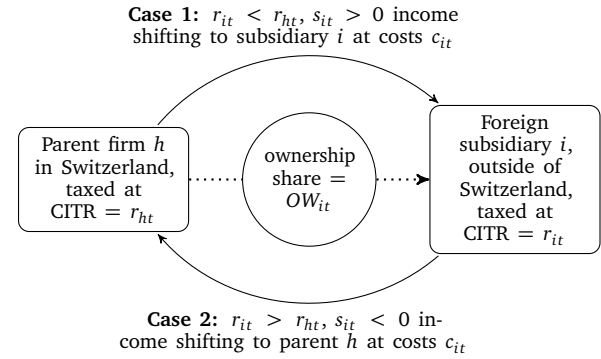 Case 1: r_it < r_ht, s_it > 0 income
shifting to subsidiary i at costs c_it
Parent firm h
in Switzerland,
taxed at
CITR = r_ht
ownership
share =
OW_it
Foreign
subsidiary i,
outside of
Switzerland,
taxed at
CITR = r_it
Case 2: r_it > r_ht, s_it < 0 in-
come shifting to parent h at costs c_it